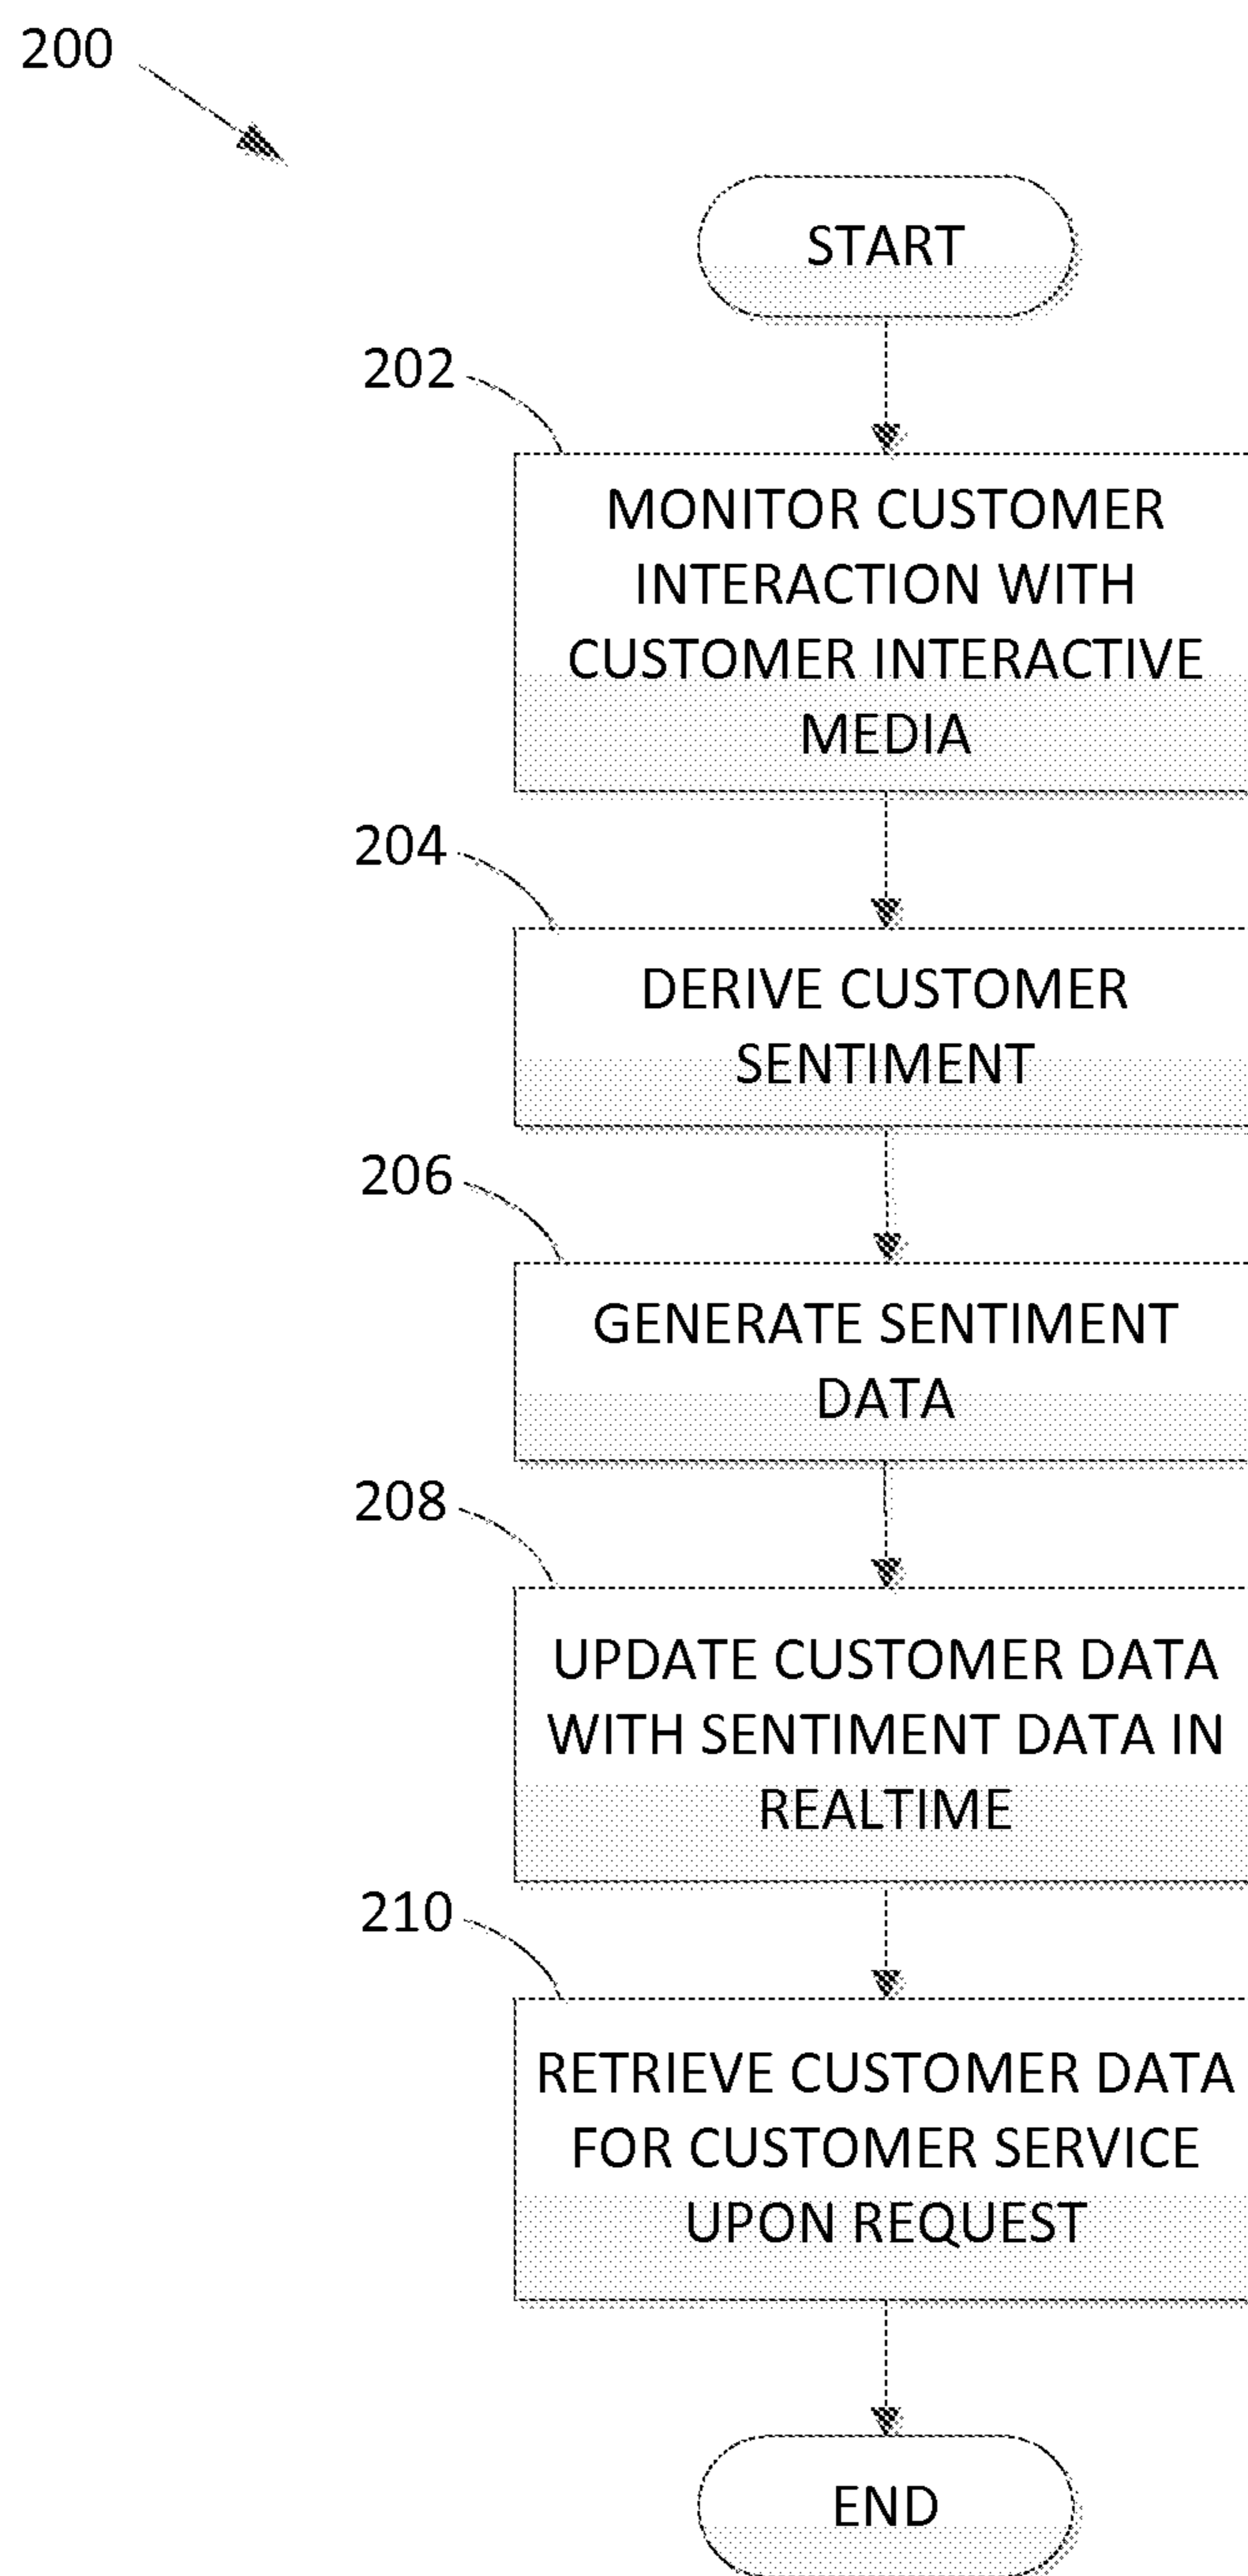 200
START
202
MONITOR CUSTOMER
INTERACTION WITH
CUSTOMER INTERACTIVE
MEDIA
204
DERIVE CUSTOMER
SENTIMENT
206
GENERATE SENTIMENT
DATA
208
UPDATE CUSTOMER DATA
WITH SENTIMENT DATA IN
REALTIME
210
RETRIEVE CUSTOMER DATA
FOR CUSTOMER SERVICE
UPON REQUEST
END